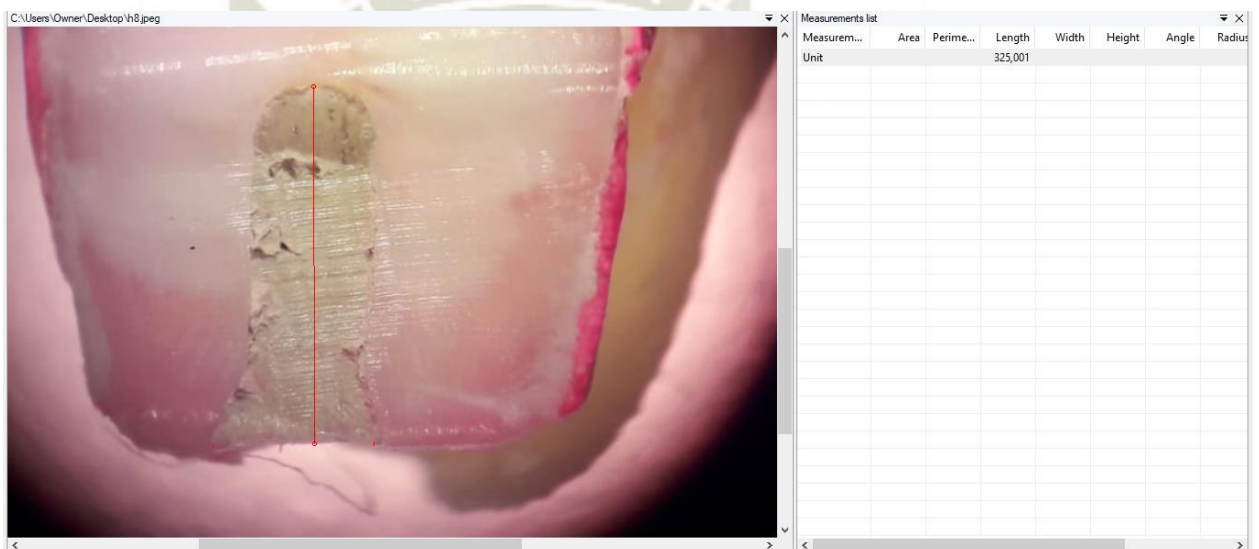 C:\Users\Owner\Desktop\h8.jpeg
Measurements list
Measurem... Area Perime... Length Width Height Angle Radius
Unit 325,001